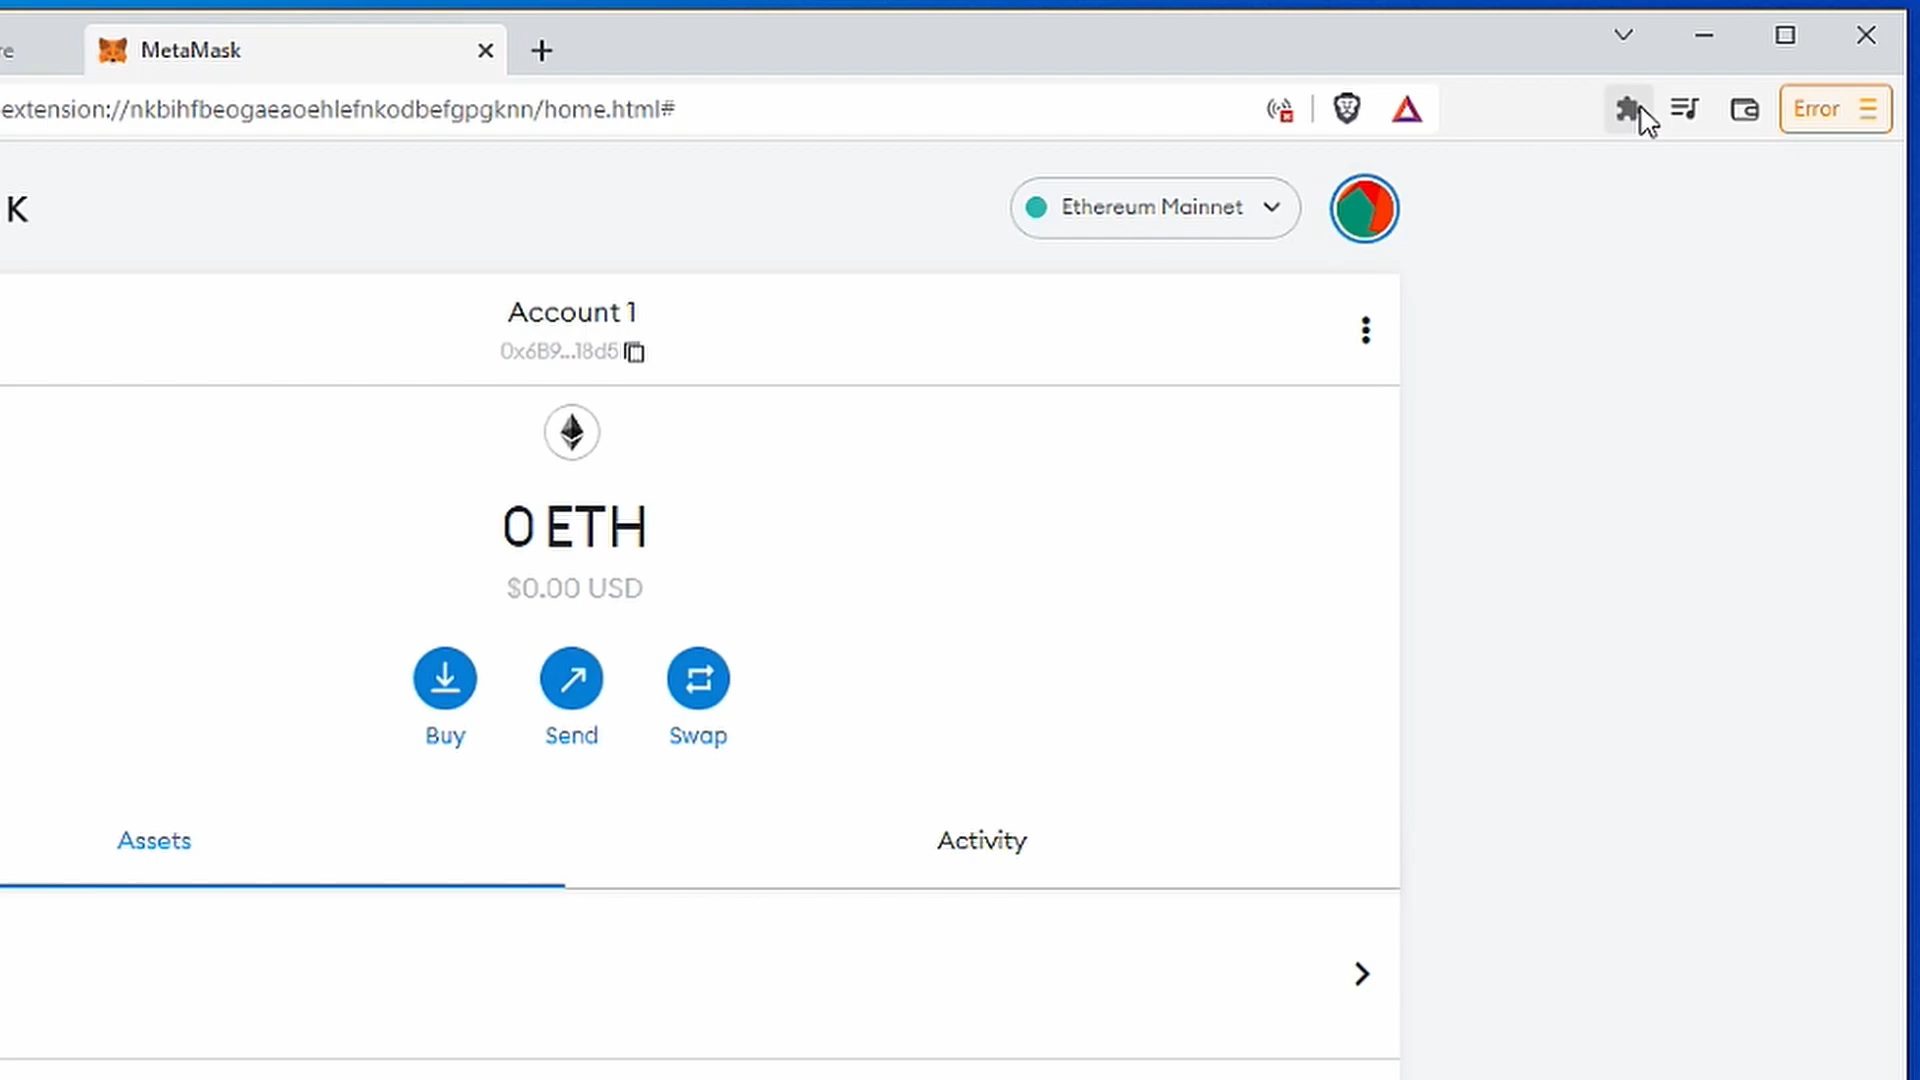 re
MetaMask
extension://nkbihfbeogaeaoehlefnkodbefgpgknn/home.html#
Error
K
Ethereum Mainnet
Account 1
0x6B9...18d5
0 ETH
$0.00 USD
Buy
Send
Swap
Assets
Activity